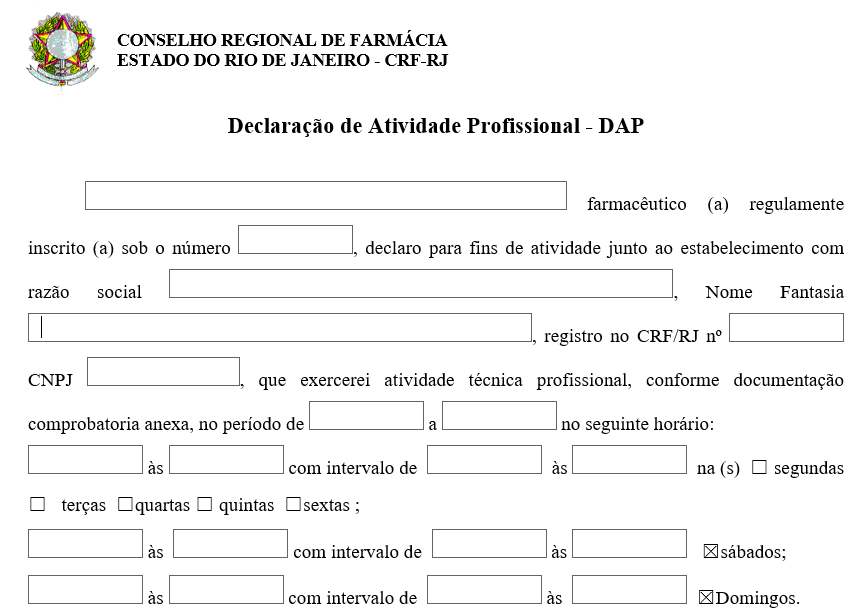 CONSELHO REGIONAL DE FARMÁCIA
ESTADO DO RIO DE JANEIRO - CRF-RJ
Declaração de Atividade Profissional - DAP
farmacêutico (a) regulamente
inscrito (a) sob o número , declaro para fins de atividade junto ao estabelecimento com
razão social , Nome Fantasia
, registro no CRF/RJ nº
CNPJ , que exercerei atividade técnica profissional, conforme documentação
comprobatoria anexa, no período de a no seguinte horário:
às com intervalo de às na (s) ☐ segundas
☐ terças ☐quartas ☐ quintas ☐sextas ;
às com intervalo de às ☒sábados;
às com intervalo de às ☒Domingos.